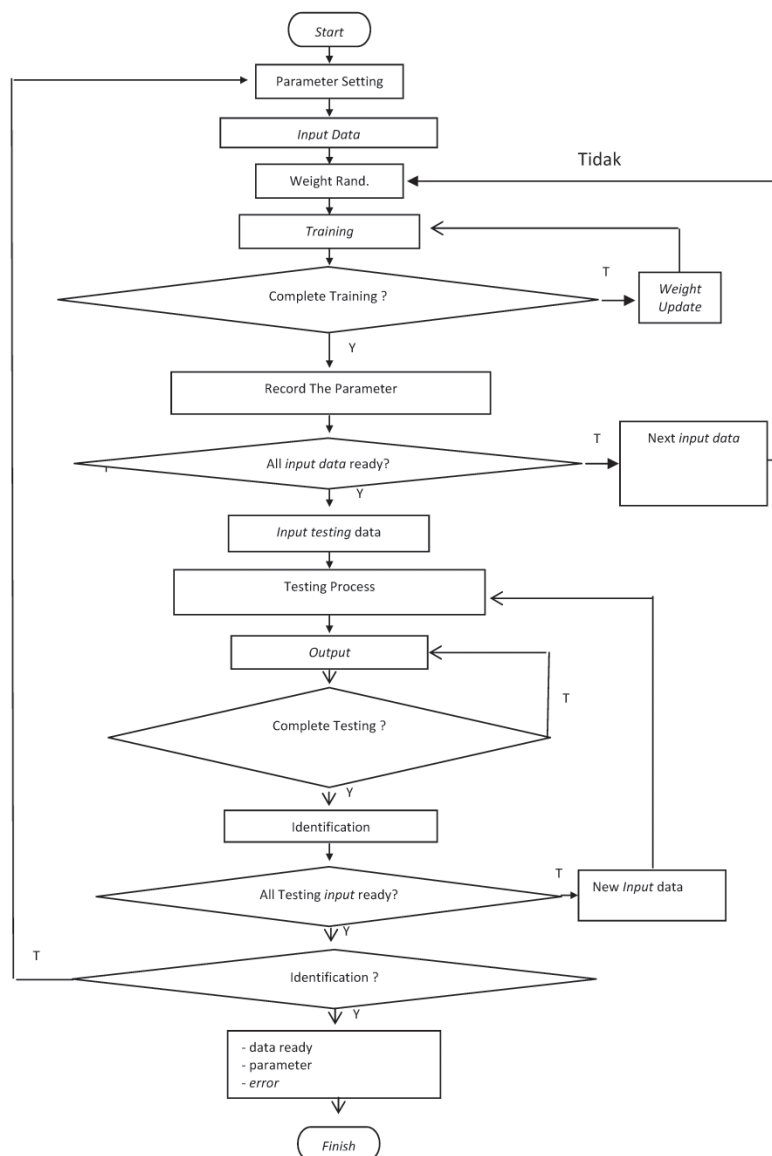 Start
Parameter Setting
Input Data
Tidak
Weight Rand.
Training
T
Complete Training ?
Weight
Update
Y
Record The Parameter
T
Next input data
All input data ready?
Y
Input testing data
Testing Process
Output
T
Complete Testing ?
Y
Identification
T
All Testing input ready?
New Input data
Y
T
Identification ?
Y
- data ready
- parameter
- error
Finish